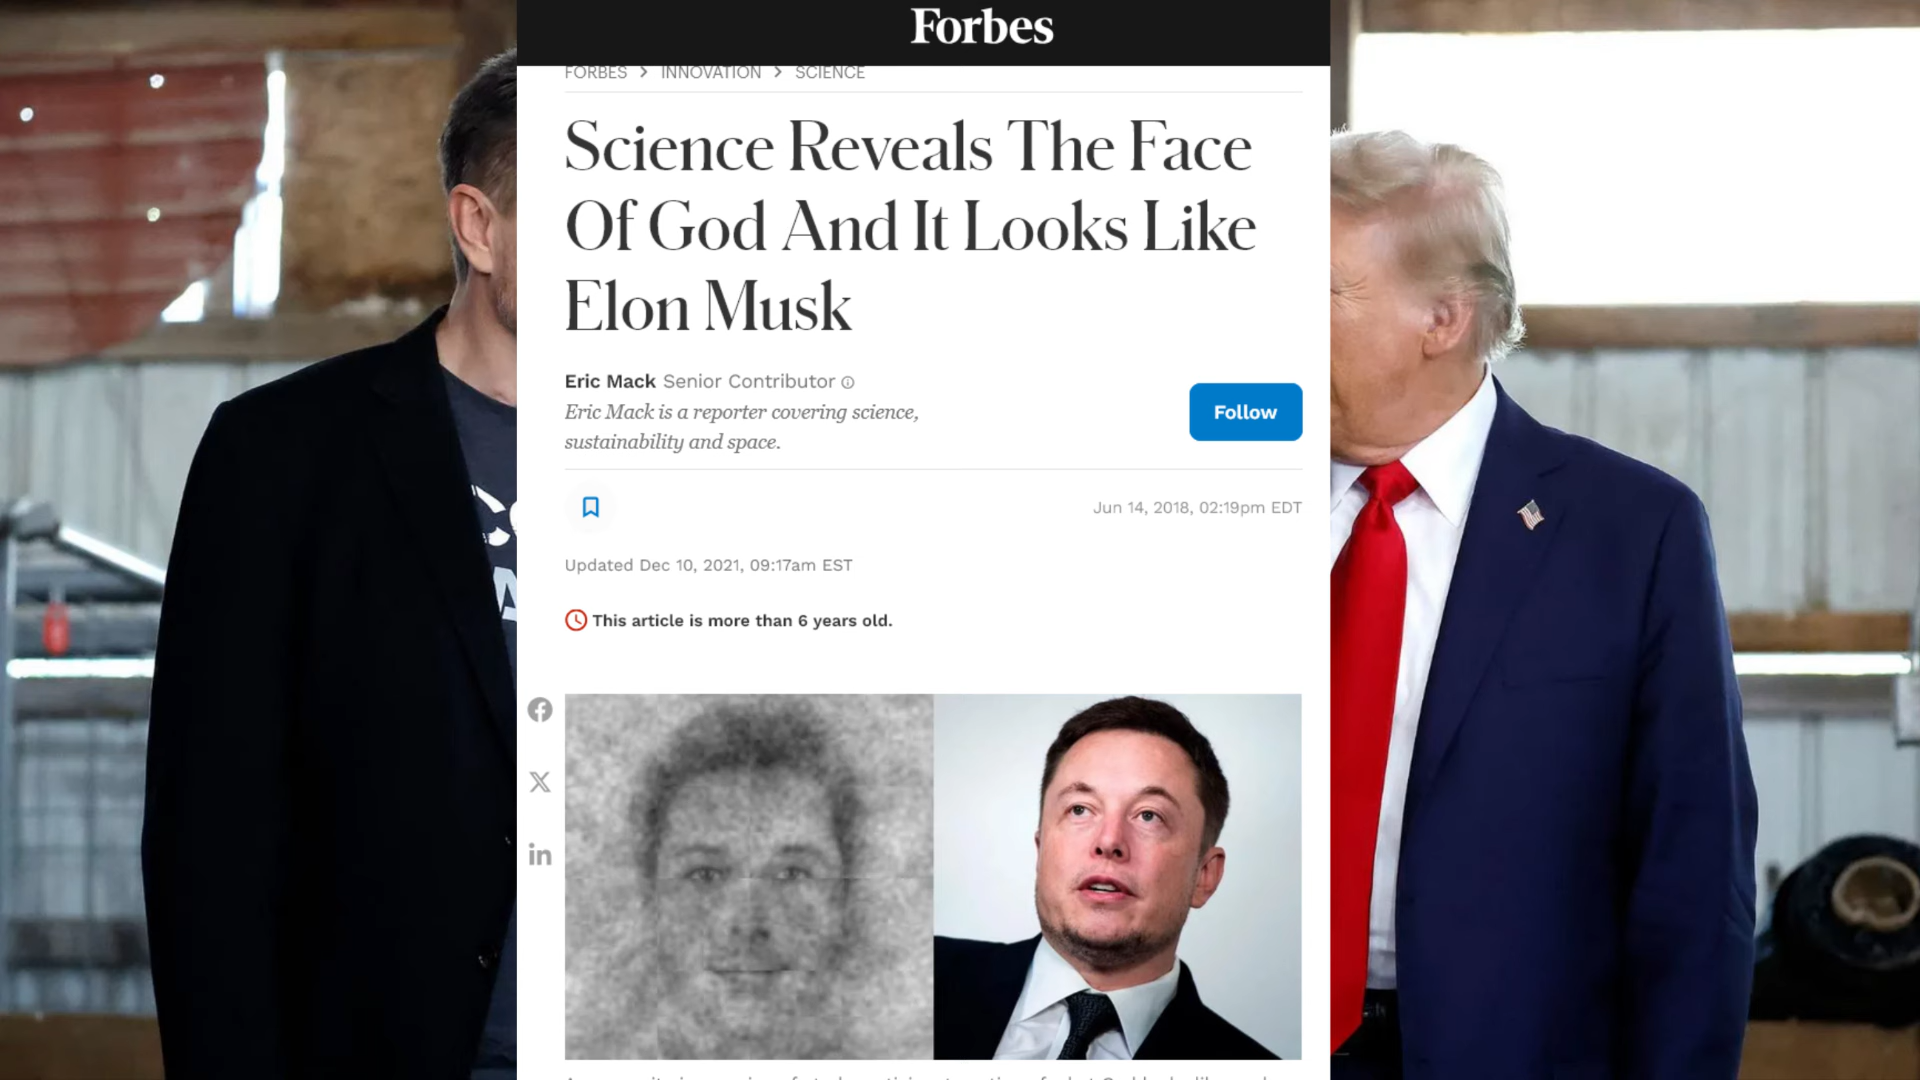 Forbes
FORBES > INNOVATION > SCIENCE
Science Reveals The Face
Of God And It Looks Like
Elon Musk
Eric Mack Senior Contributor
Eric Mack is a reporter covering science,
sustainability and space.
Follow
Jun 14, 2018, 02:19pm EDT
Updated Dec 10, 2021, 09:17am EST
This article is more than 6 years old.